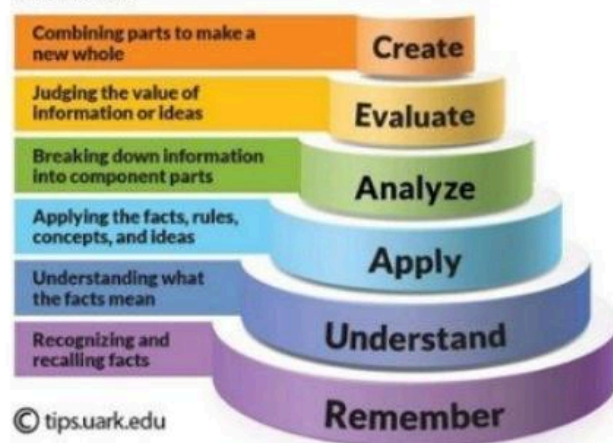 Combining parts to make a
new whole
Create
Judging the value of
information or ideas
Evaluate
Breaking down information
into component parts
Analyze
Applying the facts, rules,
concepts, and ideas
Apply
Understanding what
the facts mean
Understand
Recognizing and
recalling facts
Remember
© tips.uark.edu